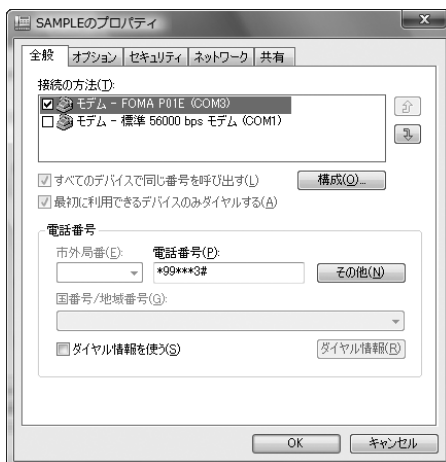 SAMPLEのプロパティ
全般 オプション セキュリティ ネットワーク 共有
接続の方法(T):
モデム - FOMA P01E (COM3)
モデム - 標準 56000 bps モデム (COM1)
すべてのデバイスで同じ番号を呼び出す(L) 構成(O)...
最初に利用できるデバイスのみダイヤルする(A)
電話番号
市外局番(E): 電話番号(P):
*99***3# その他(N)
国番号/地域番号(G):
ダイヤル情報を使う(S) ダイヤル情報(R)
OK キャンセル